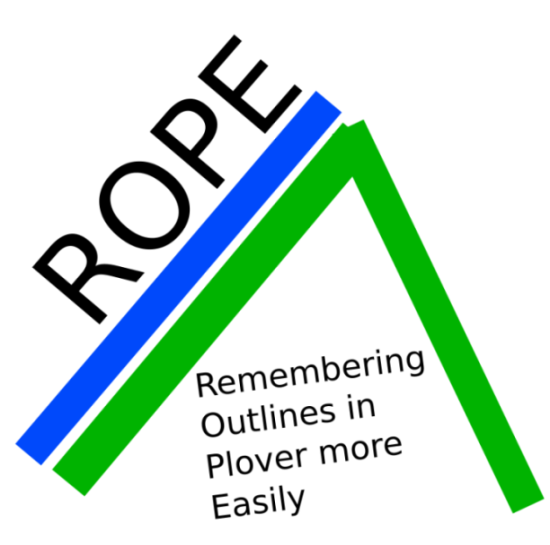 ROPE
Remembering
Outlines in
Plover more
Easily